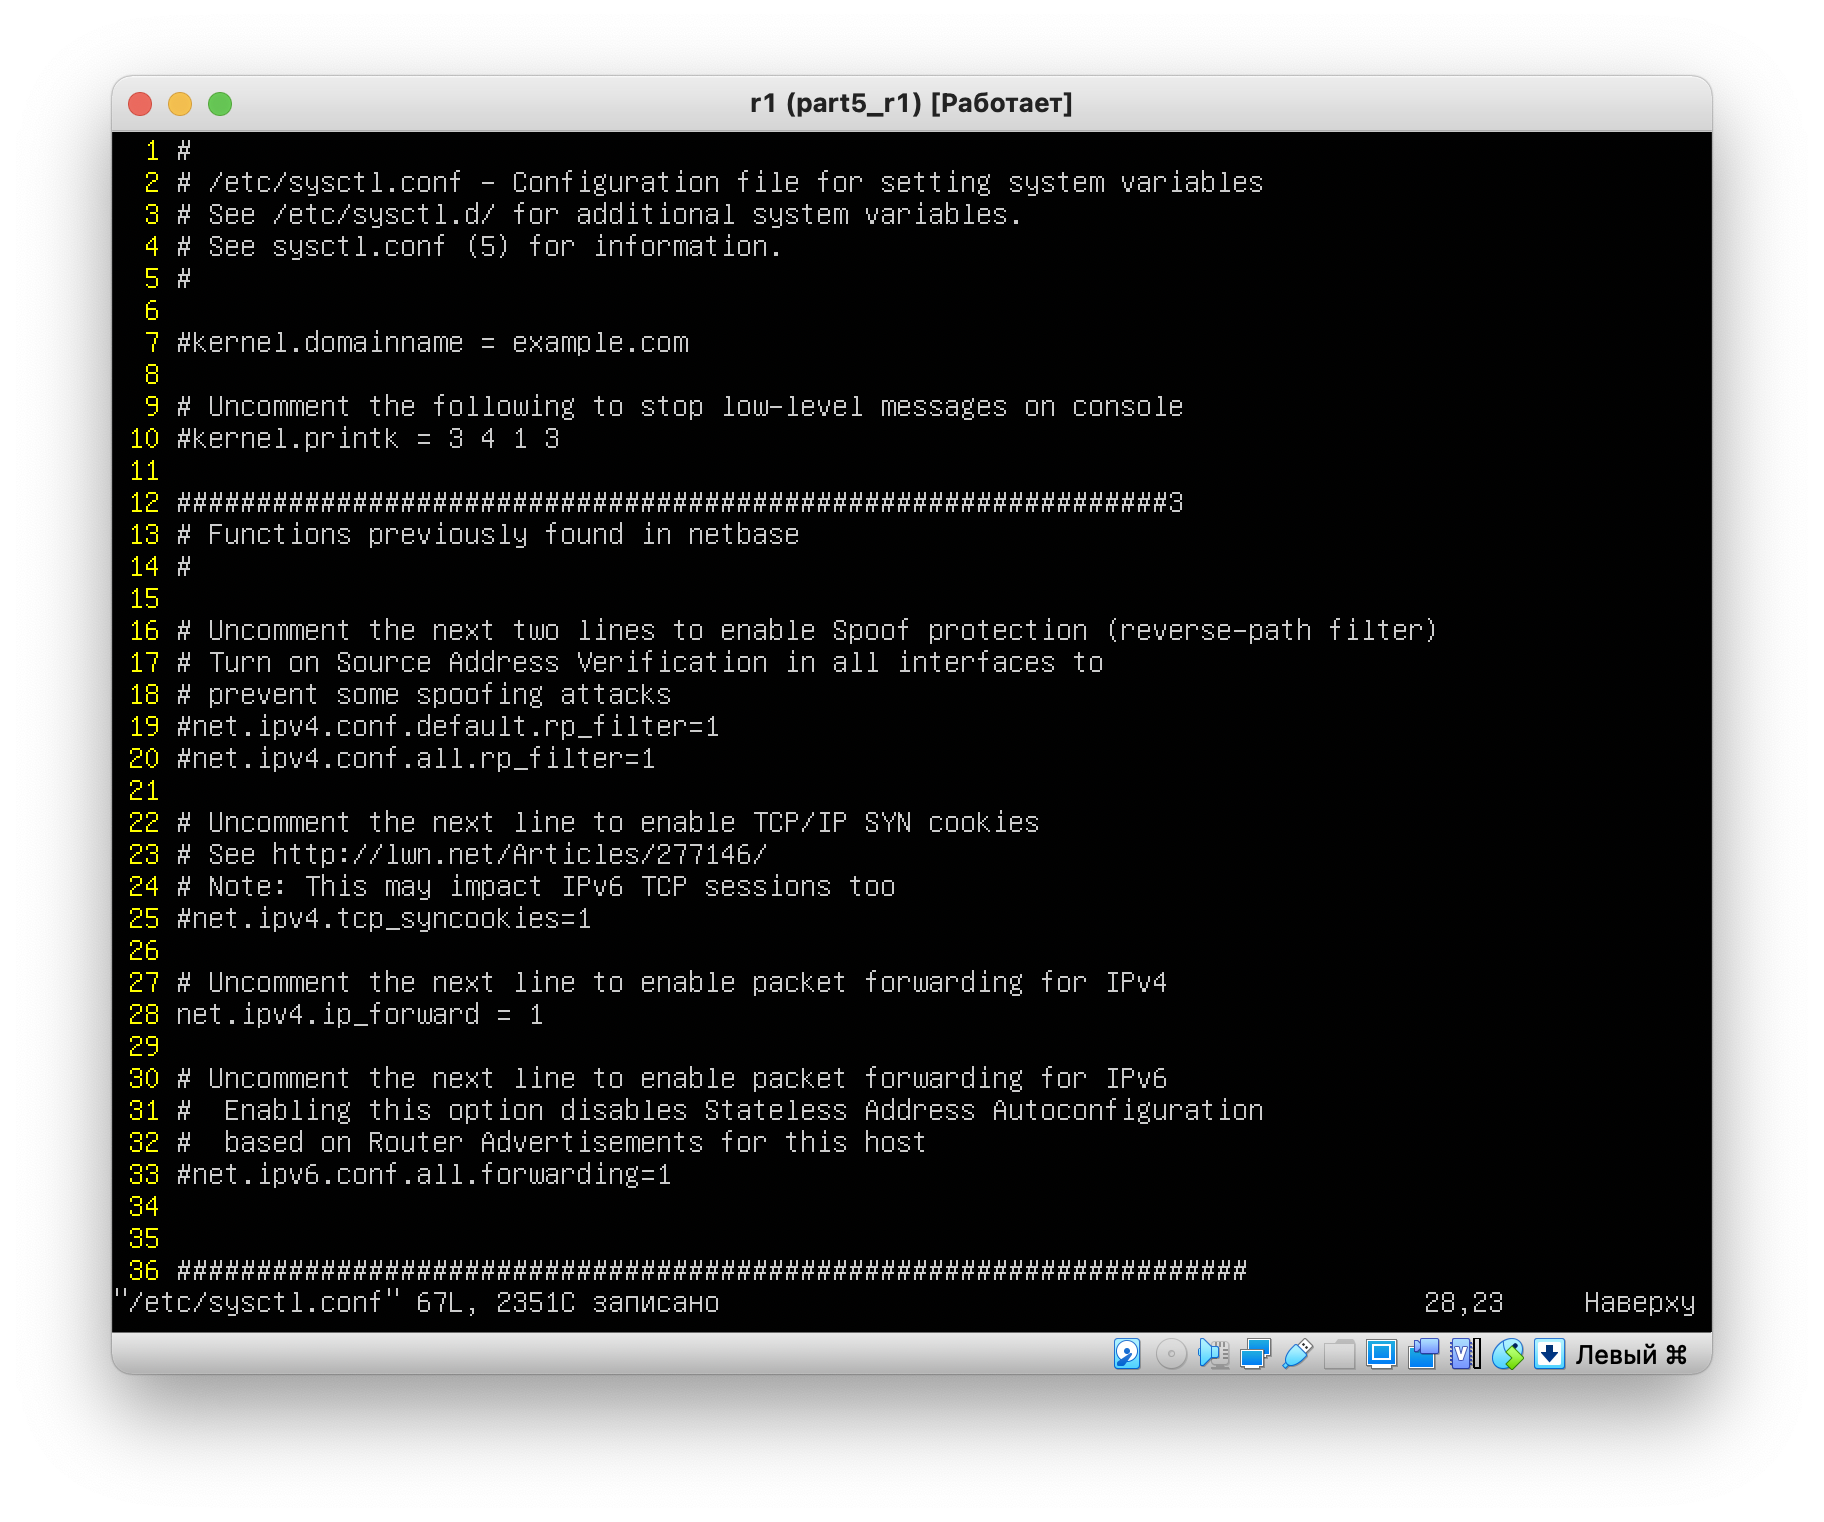 r1 (part5_r1) [Работает]
1 #
2 # /etc/sysctl.conf - Configuration file for setting system variables
3 # See /etc/sysctl.d/ for additional system variables.
4 # See sysctl.conf (5) for information.
5 #
6
7 #kernel.domainname = example.com
8
9 # Uncomment the following to stop low-level messages on console
10 #kernel.printk = 3 4 1 3
11
12 ##############################################################3
13 # Functions previously found in netbase
14 #
15
16 # Uncomment the next two lines to enable Spoof protection (reverse-path filter)
17 # Turn on Source Address Verification in all interfaces to
18 # prevent some spoofing attacks
19 #net.ipv4.conf.default.rp_filter=1
20 #net.ipv4.conf.all.rp_filter=1
21
22 # Uncomment the next line to enable TCP/IP SYN cookies
23 # See http://lwn.net/Articles/277146/
24 # Note: This may impact IPv6 TCP sessions too
25 #net.ipv4.tcp_syncookies=1
26
27 # Uncomment the next line to enable packet forwarding for IPv4
28 net.ipv4.ip_forward = 1
29
30 # Uncomment the next line to enable packet forwarding for IPv6
31 #  Enabling this option disables Stateless Address Autoconfiguration
32 #  based on Router Advertisements for this host
33 #net.ipv6.conf.all.forwarding=1
34
35
36 ###################################################################
"/etc/sysctl.conf" 67L, 2351C записано 28,23 Наверху
Левый ⌘